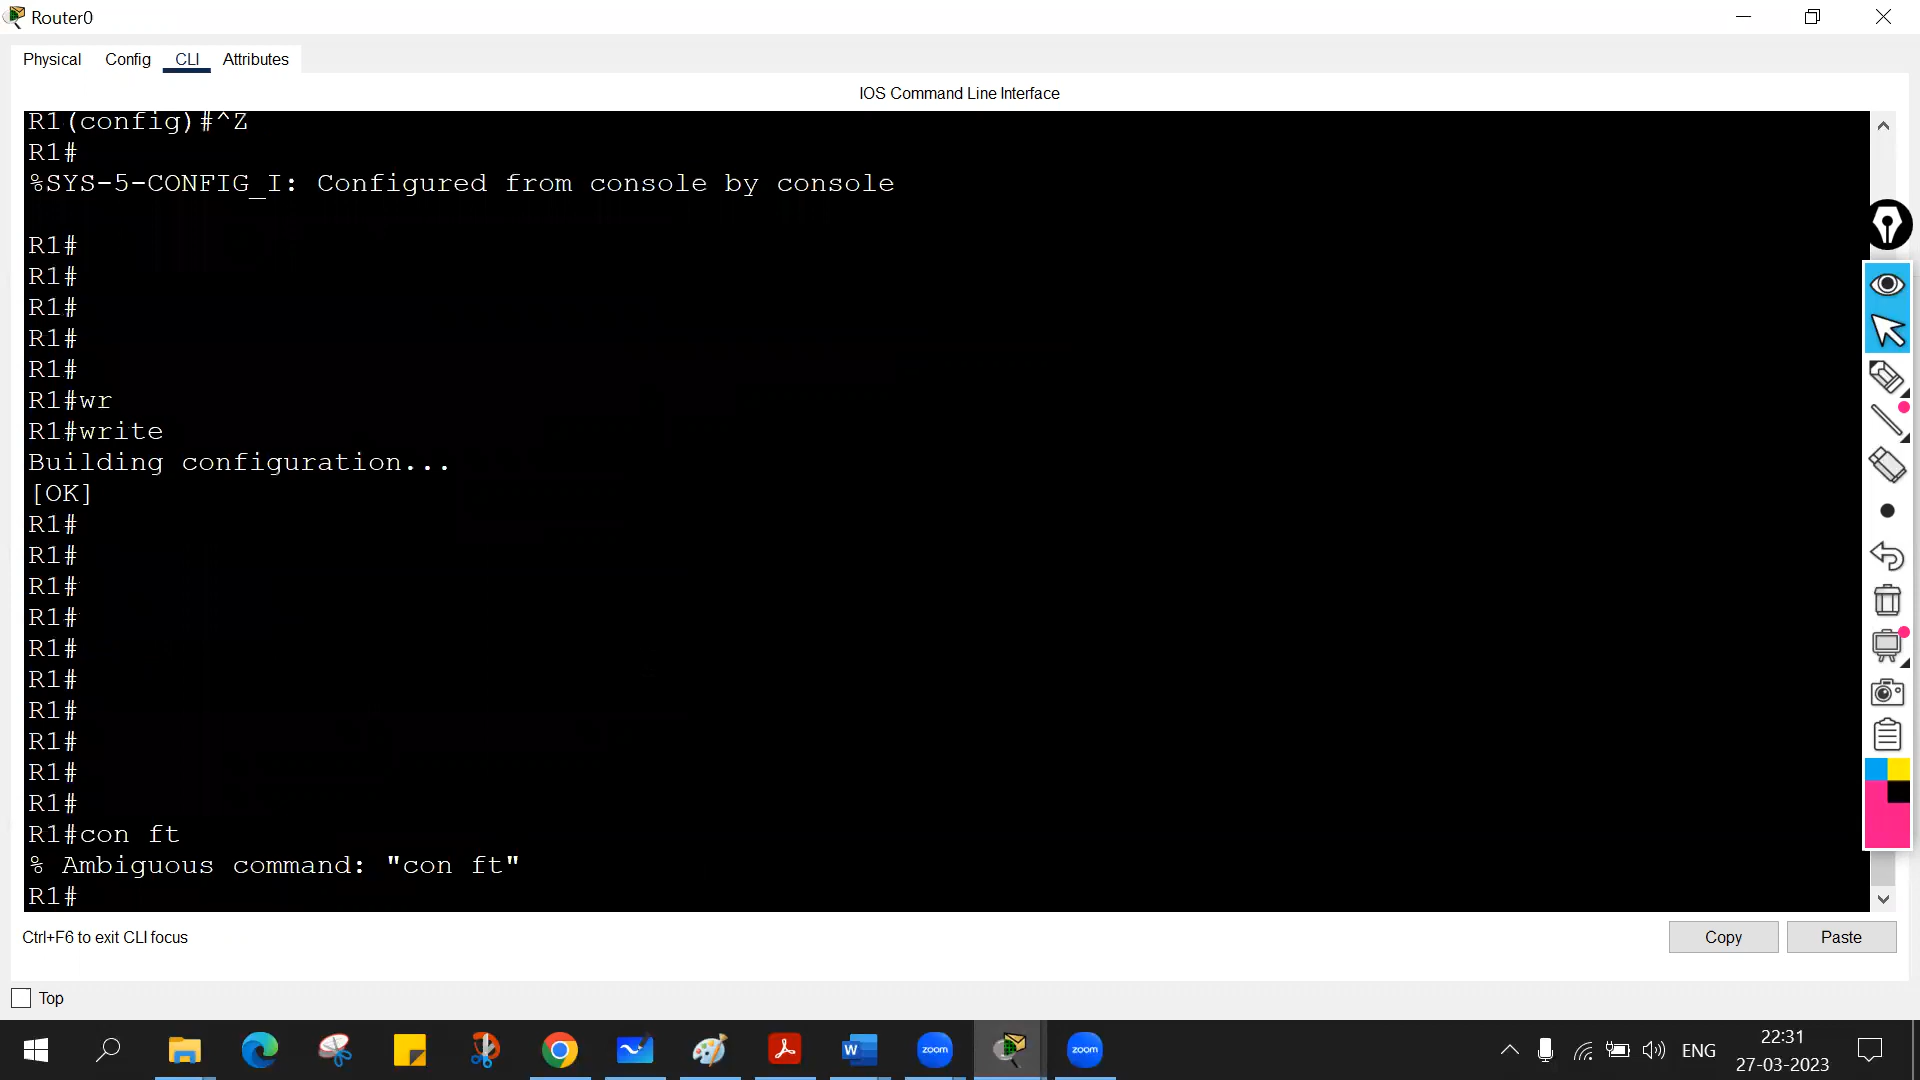 Router0
Physical Config CLI Attributes
IOS Command Line Interface
R1(config)#^Z
R1#
%SYS-5-CONFIG_I: Configured from console by console
R1#
R1#
R1#
R1#
R1#
R1#wr
R1#write
Building configuration...
[OK]
R1#
R1#
R1#
R1#
R1#
R1#
R1#
R1#
R1#
R1#
R1#con ft
% Ambiguous command: "con ft"
R1#
Ctrl+F6 to exit CLI focus
Copy Paste
Top
W zoom zoom
ENG
22:31
27-03-2023